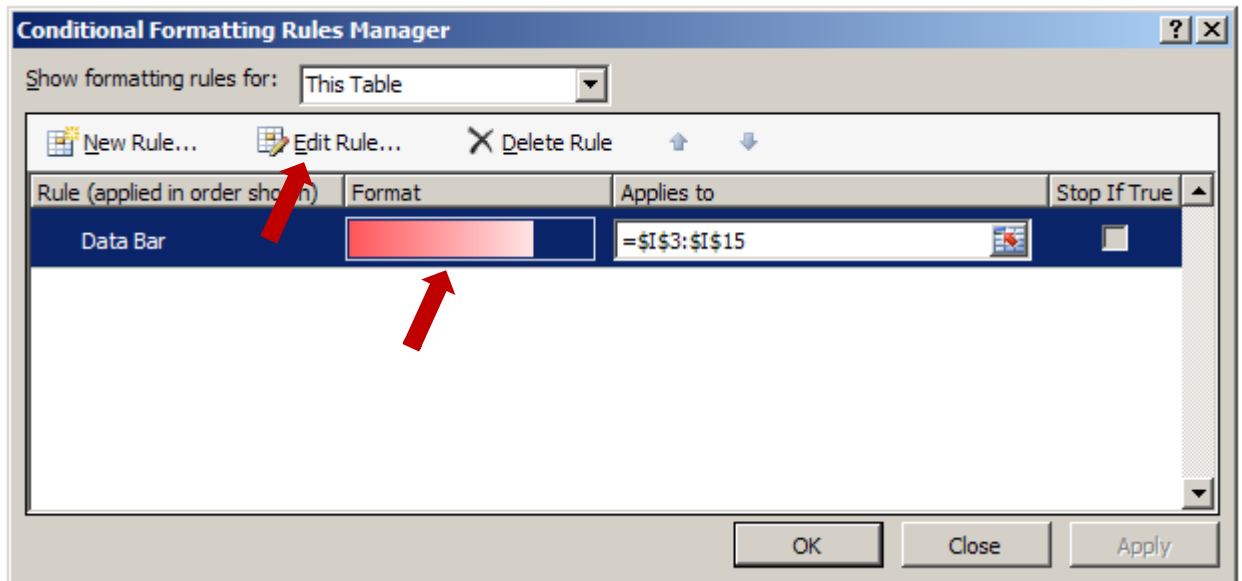 Conditional Formatting Rules Manager
Show formatting rules for: This Table
New Rule... Edit Rule... Delete Rule
Rule (applied in order shown) Format Applies to Stop If True
Data Bar =$I$3:$I$15
OK Close Apply